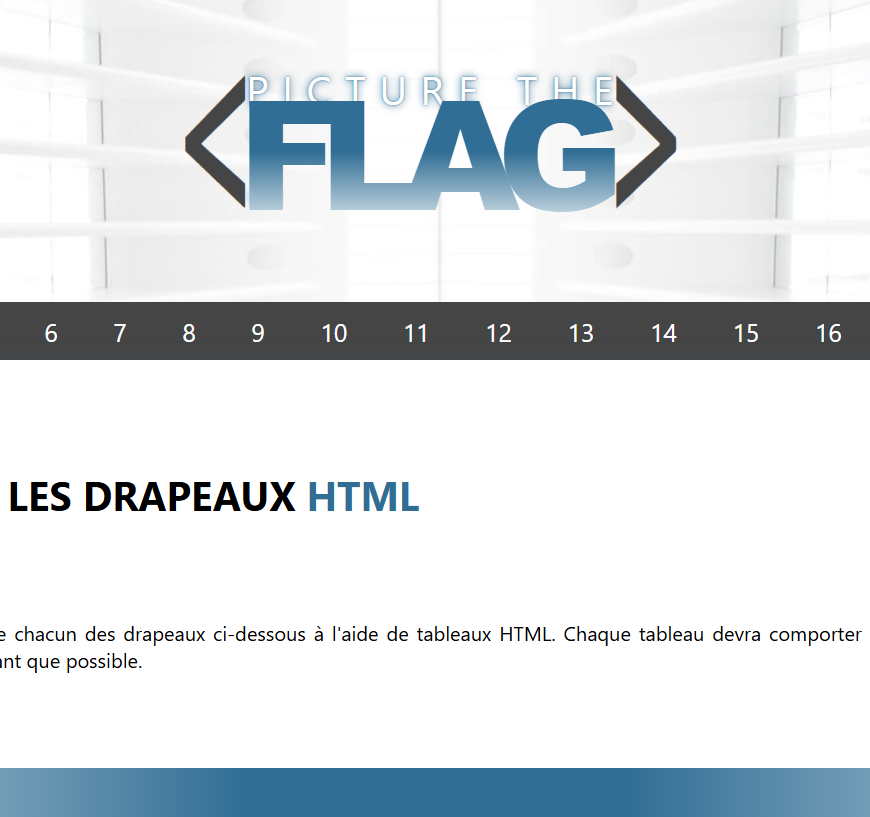 PICTURE THE
FLAG
6 7 8 9 10 11 12 13 14 15 16
LES DRAPEAUX HTML
chacun des drapeaux ci-dessous à l'aide de tableaux HTML. Chaque tableau devra comporter
que possible.